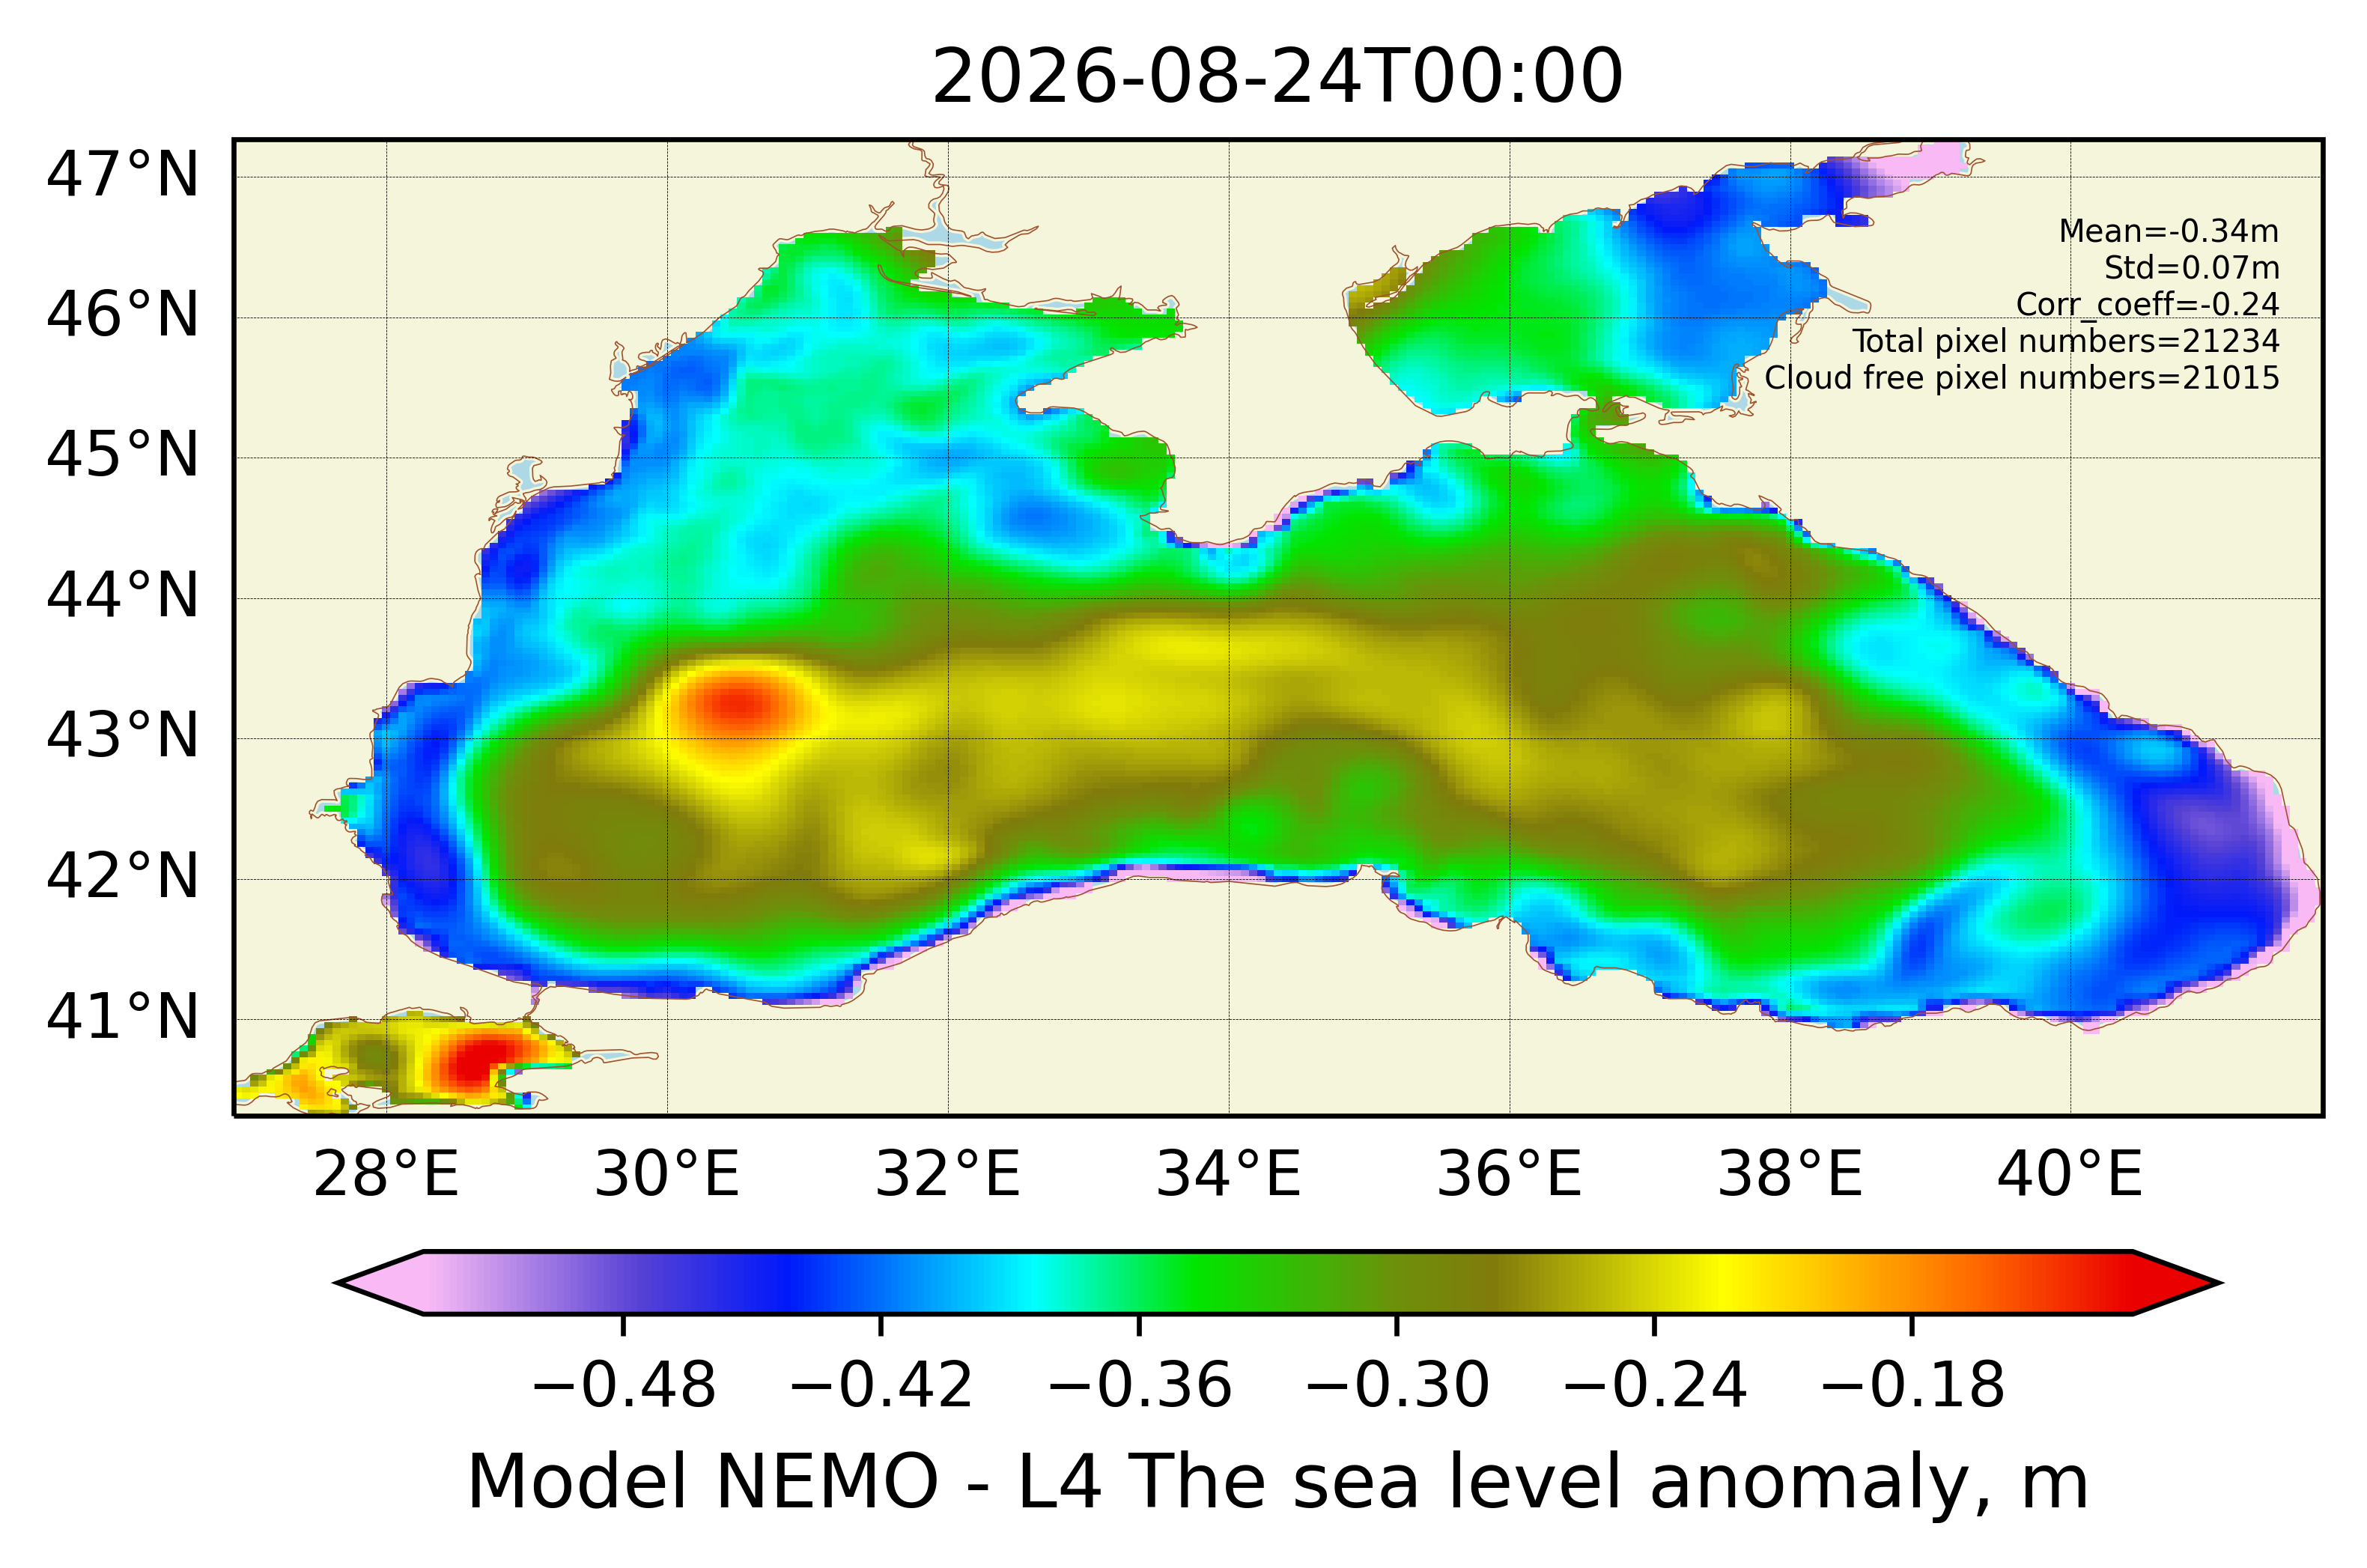 2026-08-24T00:00
47°N
46°N
45°N
44°N
43°N
42°N
41°N
Mean=-0.34m
Std=0.07m
Corr_coeff=-0.24
Total pixel numbers=21234
Cloud free pixel numbers=21015
28°E 30°E 32°E 34°E 36°E 38°E 40°E
−0.48 −0.42 −0.36 −0.30 −0.24 −0.18
Model NEMO - L4 The sea level anomaly, m